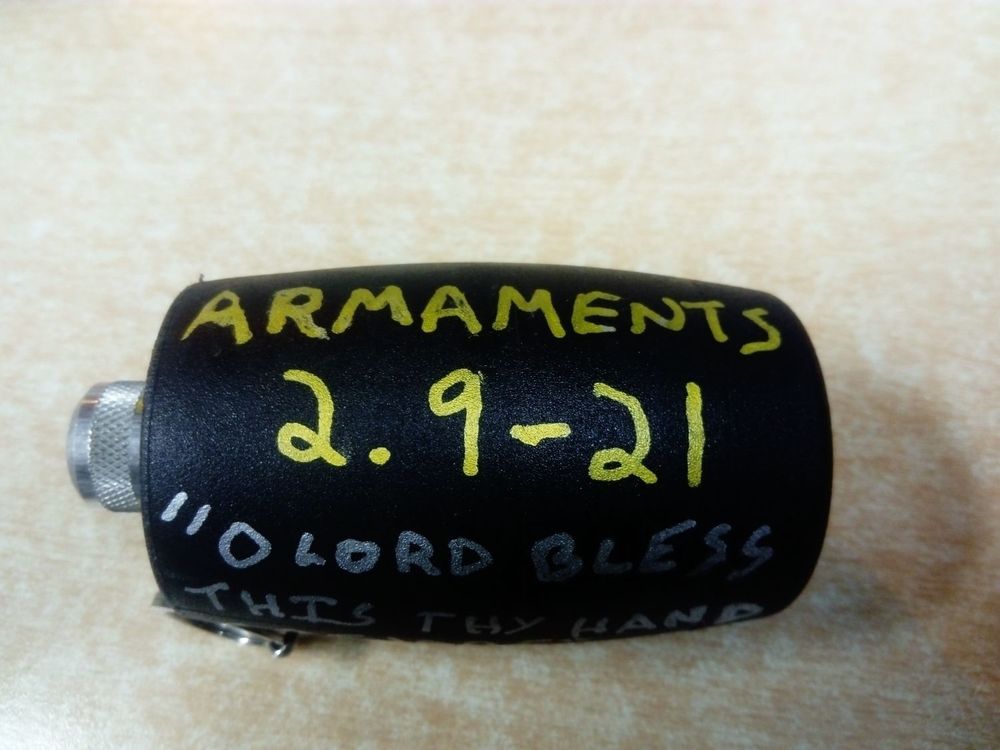 ARMAMENTS
2.9-21
"O LORD BLESS
THIS THY HAND